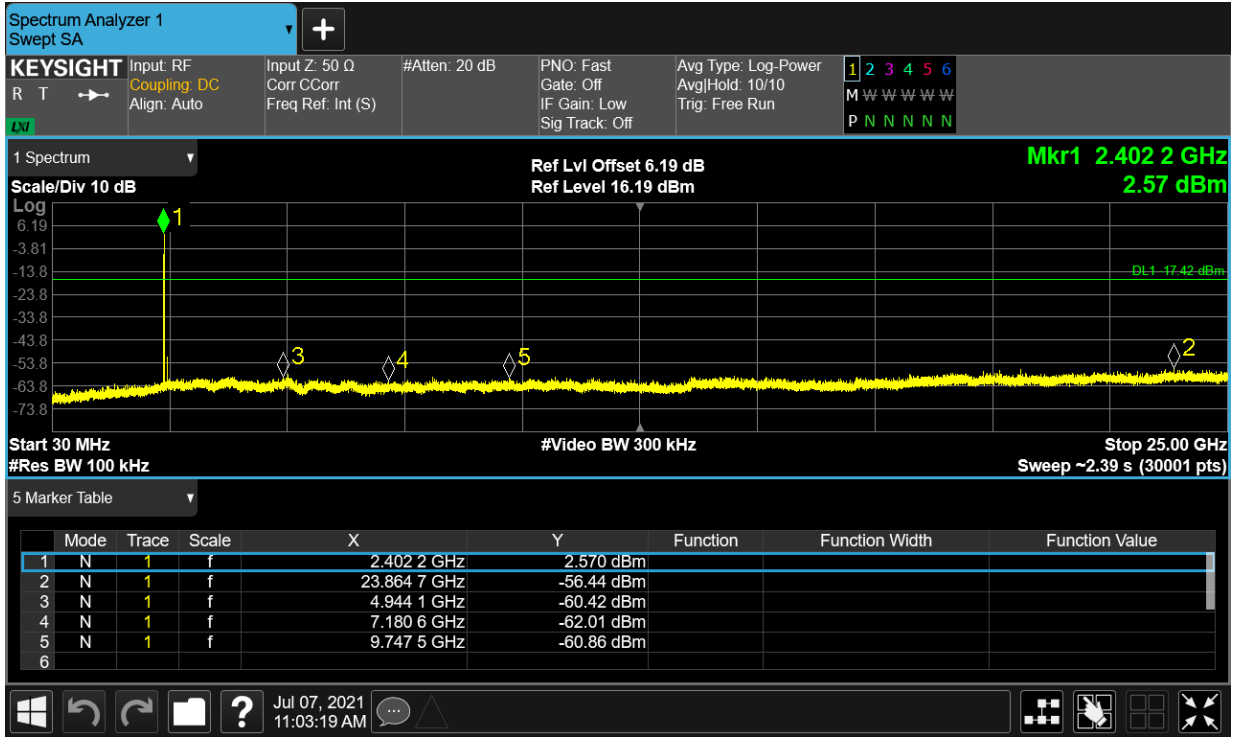 Spectrum Analyzer 1
Swept SA
KEYSIGHT Input: RF Input Z: 50 Ω #Atten: 20 dB PNO: Fast Avg Type: Log-Power 1 2 3 4 5 6
R T Coupling: DC Corr CCorr Gate: Off Avg|Hold: 10/10 M W W W W W
Align: Auto Freq Ref: Int (S) IF Gain: Low Trig: Free Run
LXI Sig Track: Off P N N N N N N
1 Spectrum Ref Lvl Offset 6.19 dB Mkr1 2.402 2 GHz
Scale/Div 10 dB Ref Level 16.19 dBm 2.57 dBm
Log
1
6.19
-3.81
-13.8 DL1 -17.42 dBm
-23.8
-33.8
-43.8
3 4 5 2
-53.8
-63.8
-73.8
Start 30 MHz #Video BW 300 kHz Stop 25.00 GHz
#Res BW 100 kHz Sweep ~2.39 s (30001 pts)
5 Marker Table
Mode Trace Scale X Y Function Function Width Function Value
1 N 1 f 2.402 2 GHz 2.570 dBm
2 N 1 f 23.864 7 GHz -56.44 dBm
3 N 1 f 4.944 1 GHz -60.42 dBm
4 N 1 f 7.180 6 GHz -62.01 dBm
5 N 1 f 9.747 5 GHz -60.86 dBm
6
? Jul 07, 2021
11:03:19 AM